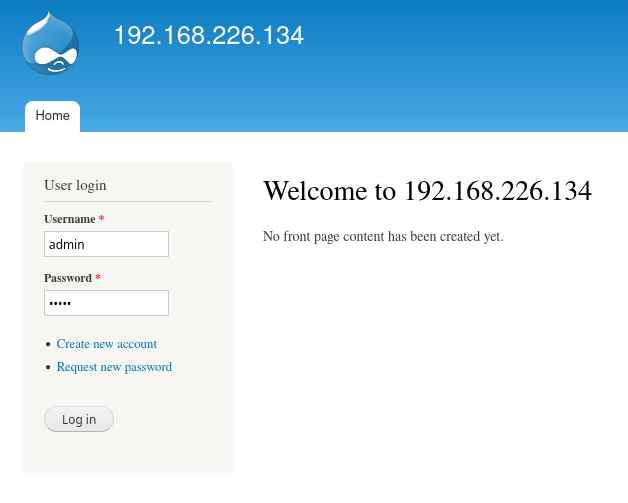 192.168.226.134
Home
User login
Username *
admin
Password *
•••••
Create new account
Request new password
Log in
Welcome to 192.168.226.134
No front page content has been created yet.